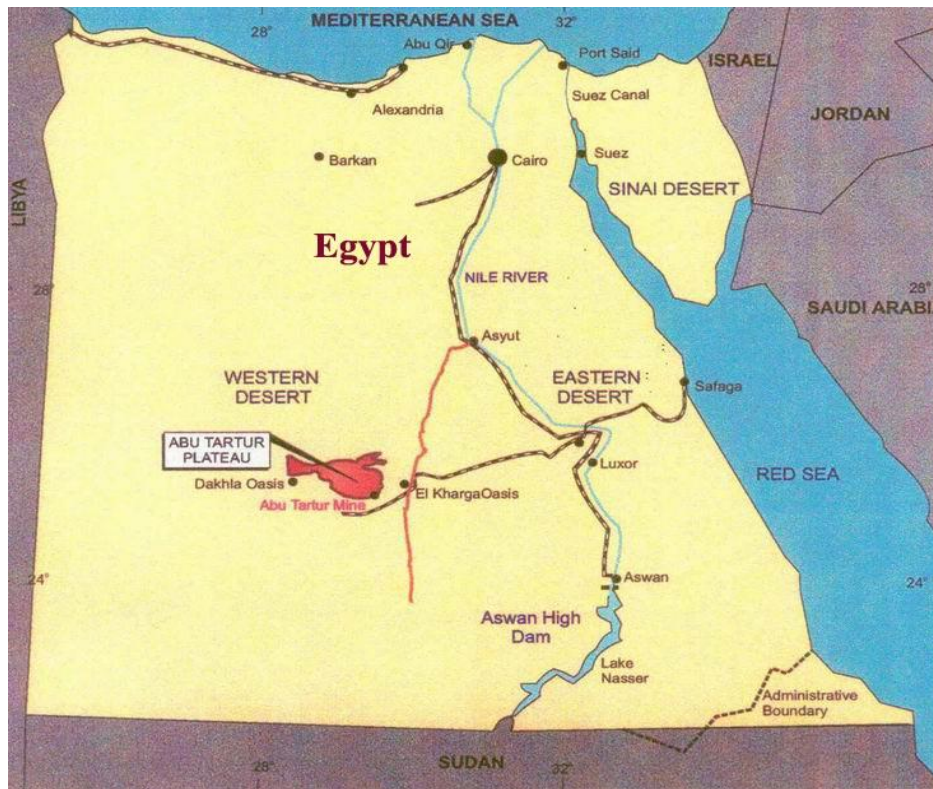 MEDITERRANEAN SEA
28°
32°
Abu Qir
Port Said
ISRAEL
Suez Canal
Alexandria
JORDAN
Barkan
Cairo
Suez
SINAI DESERT
LIBYA
Egypt
NILE RIVER
28°
28°
SAUDI ARABI
Asyut
WESTERN
DESERT
EASTERN
DESERT
Safaga
ABU TARTUR
PLATEAU
Luxor
RED SEA
Dakhla Oasis
Abu Tartur Mine
El KhargaOasis
24°
Aswan
24°
Aswan High
Dam
Lake
Nasser
Administrative
Boundary
28°
SUDAN
32°